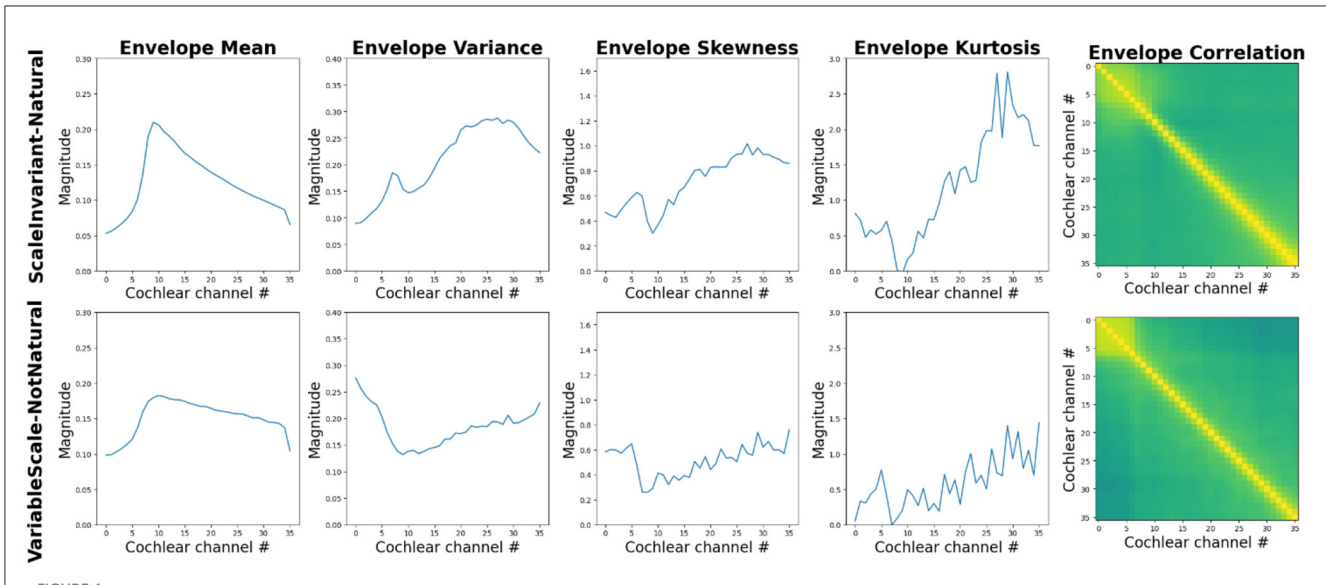 Envelope Mean
Envelope Variance
Envelope Skewness
Envelope Kurtosis
Envelope Correlation
ScaleInvariant-Natural
Magnitude
0.30
0.25
0.20
0.15
0.10
0.05
0.00
0 5 10 15 20 25 30 35
Cochlear channel #
Magnitude
0.40
0.35
0.30
0.25
0.20
0.15
0.10
0.05
0.00
0 5 10 15 20 25 30 35
Cochlear channel #
Magnitude
1.6
1.4
1.2
1.0
0.8
0.6
0.4
0.2
0.0
0 5 10 15 20 25 30 35
Cochlear channel #
Magnitude
3.0
2.5
2.0
1.5
1.0
0.5
0.0
0 5 10 15 20 25 30 35
Cochlear channel #
Cochlear channel #
0
5
10
15
20
25
30
35
0 5 10 15 20 25 30 35
Cochlear channel #
VariableScale-NotNatural
Magnitude
0.30
0.25
0.20
0.15
0.10
0.05
0.00
0 5 10 15 20 25 30 35
Cochlear channel #
Magnitude
0.40
0.35
0.30
0.25
0.20
0.15
0.10
0.05
0.00
0 5 10 15 20 25 30 35
Cochlear channel #
Magnitude
1.6
1.4
1.2
1.0
0.8
0.6
0.4
0.2
0.0
0 5 10 15 20 25 30 35
Cochlear channel #
Magnitude
3.0
2.5
2.0
1.5
1.0
0.5
0.0
0 5 10 15 20 25 30 35
Cochlear channel #
Cochlear channel #
0
5
10
15
20
25
30
35
0 5 10 15 20 25 30 35
Cochlear channel #